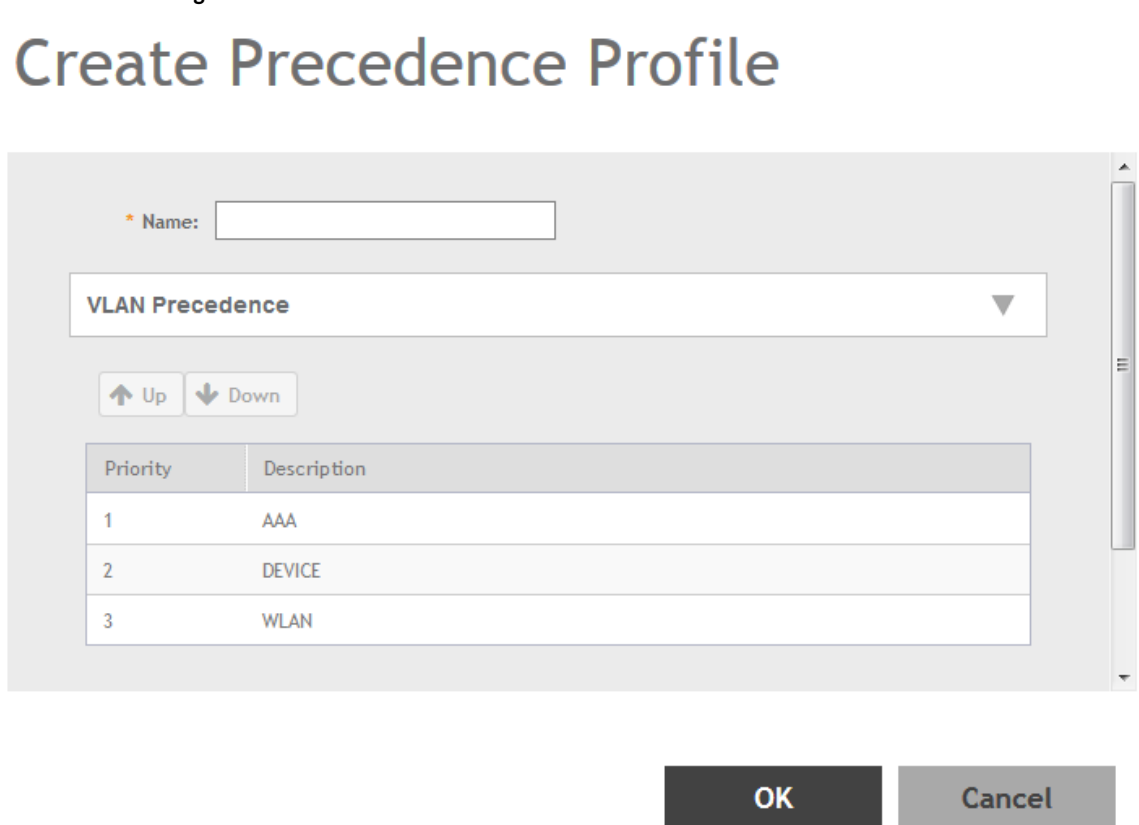 Create Precedence Profile
* Name:
VLAN Precedence
Up Down
Priority Description
1 AAA
2 DEVICE
3 WLAN
OK Cancel